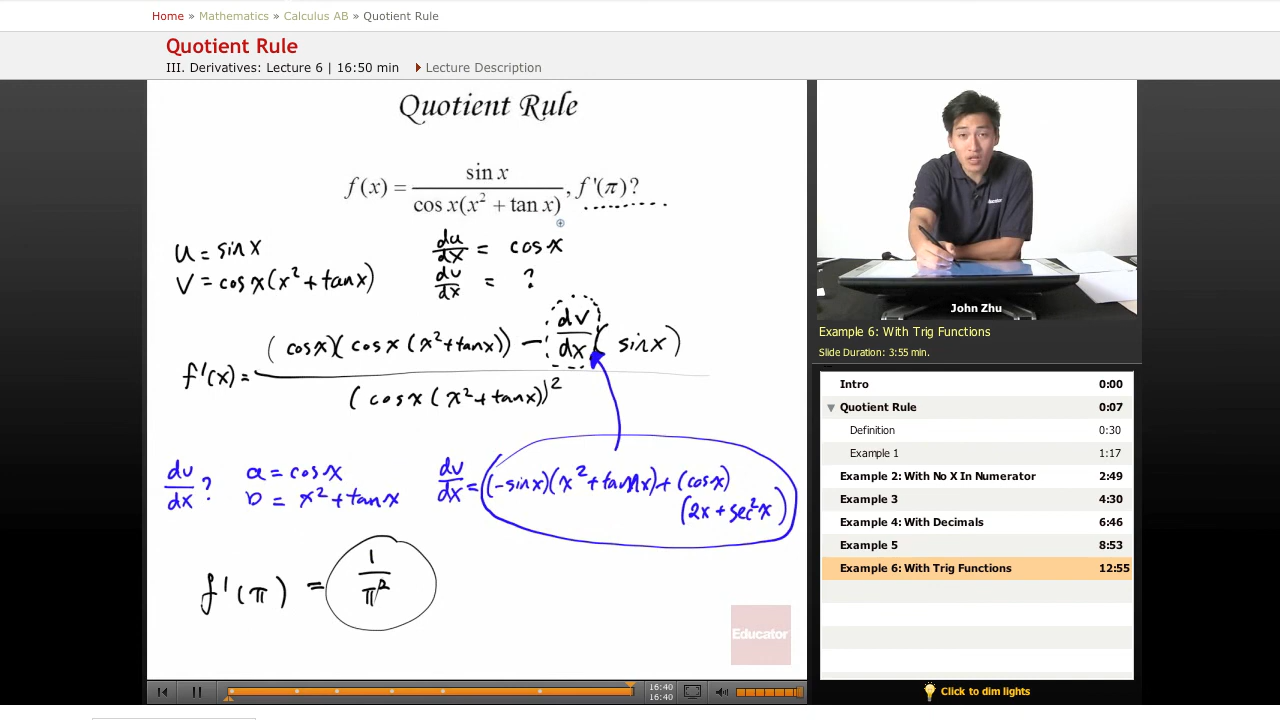 Home » Mathematics » Calculus AB » Quotient Rule
Quotient Rule
III. Derivatives: Lecture 6 | 16:50 min
Lecture Description
Quotient Rule
f(x) = sin x / cos x(x² + tan x), f'(π)?
u = sin x
du/dx = cos x
v = cos x (x² + tan x)
dv/dx = ?
f'(x) = (cos x)(cos x (x² + tan x)) − dv/dx (sin x) / (cos x (x² + tan x))²
dv/dx ?
a = cos x
b = x² + tan x
dv/dx = (−sin x)(x² + tan x) + (cos x)
(2x + sec² x)
f'(π) = 1/π²
Educator
16:40
16:40
Educator
John Zhu
Example 6: With Trig Functions
Slide Duration: 3:55 min.
Intro 0:00
Quotient Rule 0:07
Definition 0:30
Example 1 1:17
Example 2: With No X In Numerator 2:49
Example 3 4:30
Example 4: With Decimals 6:46
Example 5 8:53
Example 6: With Trig Functions 12:55
Click to dim lights